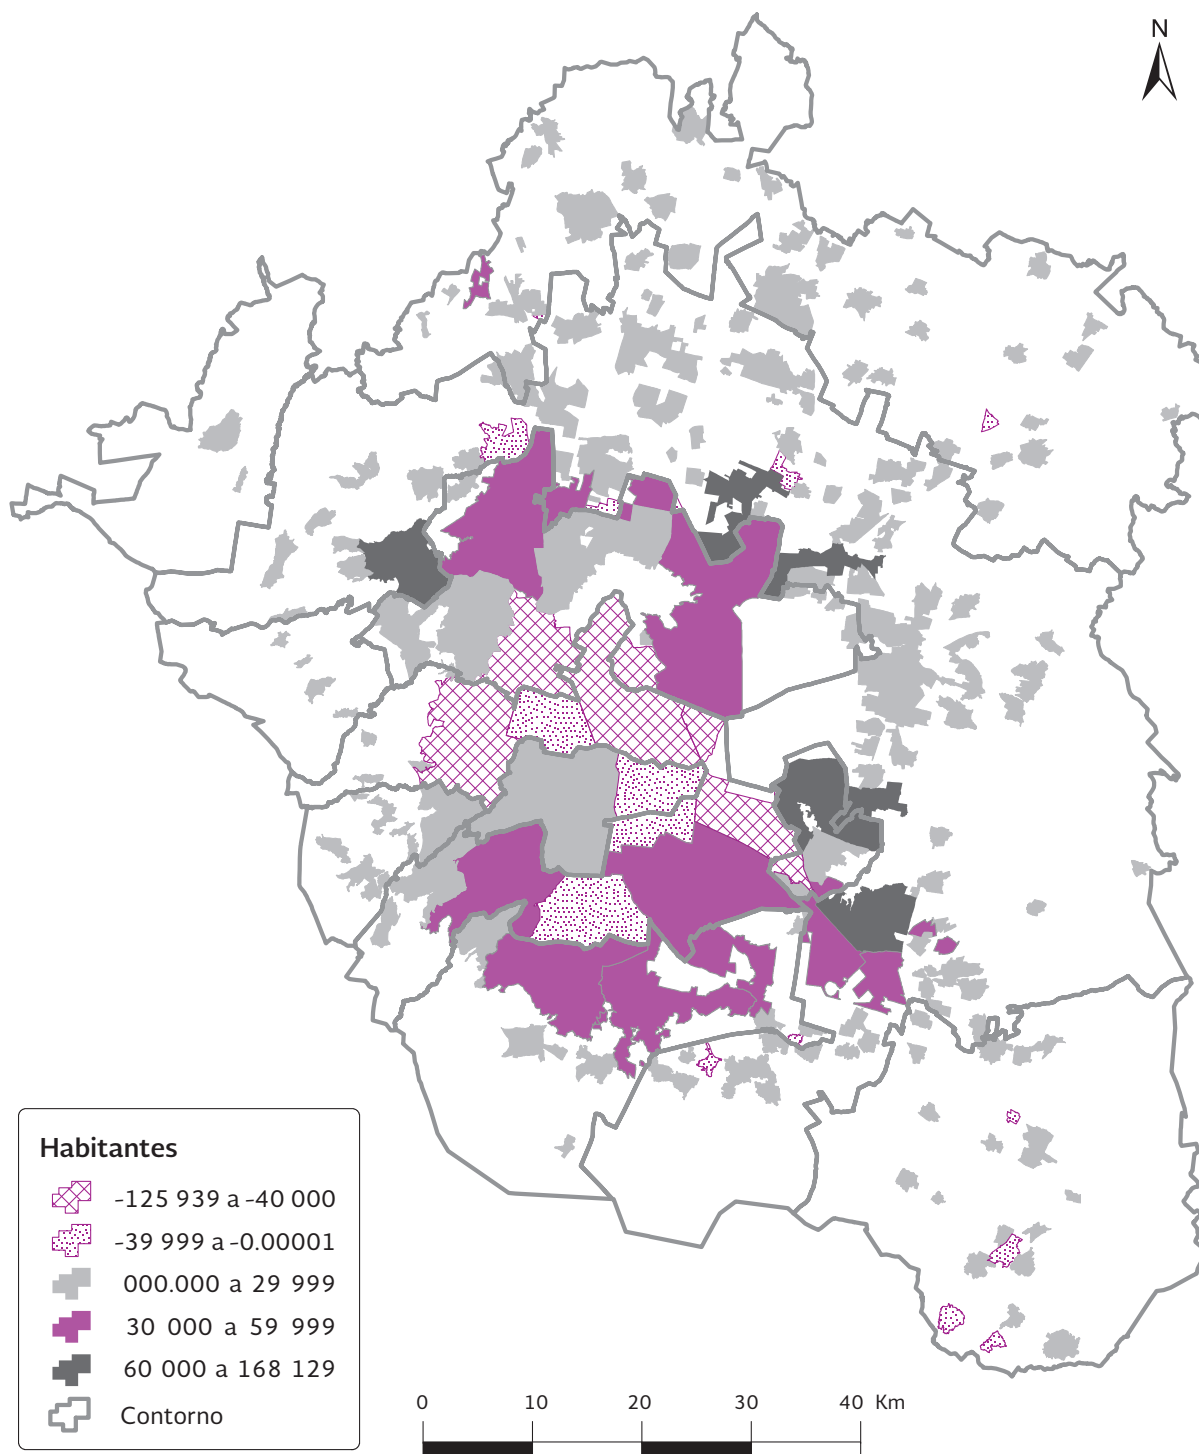 N
Habitantes
-125 939 a -40 000
-39 999 a -0.00001
000.000 a 29 999
30 000 a 59 999
60 000 a 168 129
Contorno
0 10 20 30 40 Km